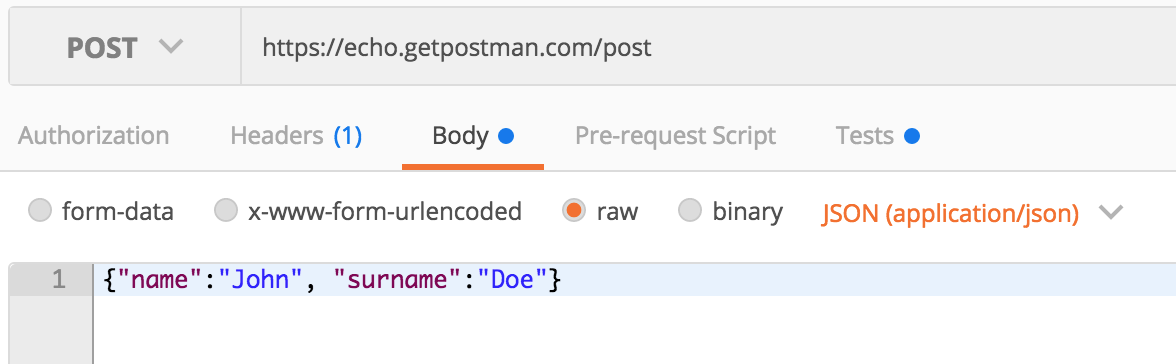 POST https://echo.getpostman.com/post
Authorization Headers (1) Body Pre-request Script Tests
form-data x-www-form-urlencoded raw binary JSON (application/json)
1 {"name":"John", "surname":"Doe"}